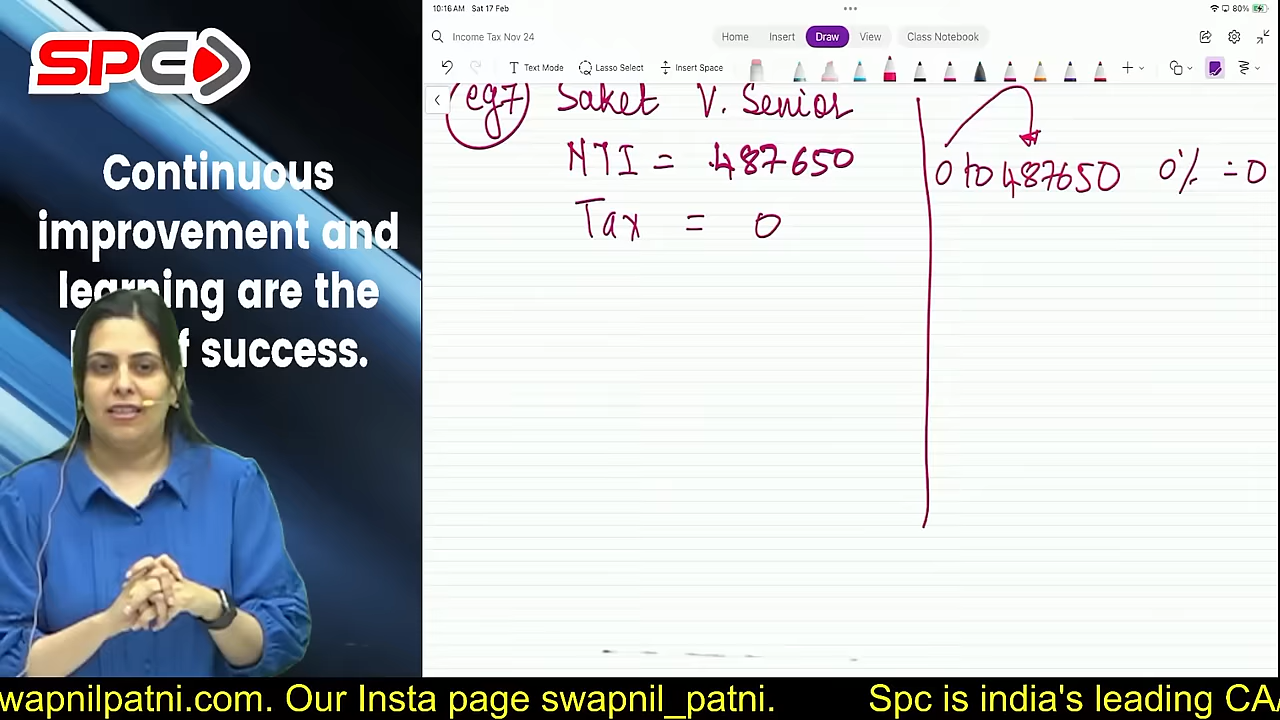 SPC
Continuous
improvement and
learning are the
of success.
10:16 AM Sat 17 Feb
80%
Income Tax Nov 24
Home Insert Draw View Class Notebook
Text Mode Lasso Select Insert Space
eg7 Saket V. Senior
NTI = 487650
Tax = 0
0 to 487650 0% = 0
wapnilpatni.com. Our Insta page swapnil_patni. Spc is india's leading CA